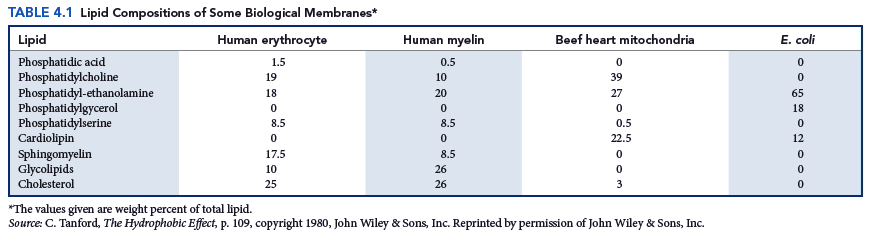 TABLE 4.1 Lipid Compositions of Some Biological Membranes*
Lipid Human erythrocyte Human myelin Beef heart mitochondria E. coli
Phosphatidic acid 1.5 0.5 0 0
Phosphatidylcholine 19 10 39 0
Phosphatidyl-ethanolamine 18 20 27 65
Phosphatidylgycerol 0 0 0 18
Phosphatidylserine 8.5 8.5 0.5 0
Cardiolipin 0 0 22.5 12
Sphingomyelin 17.5 8.5 0 0
Glycolipids 10 26 0 0
Cholesterol 25 26 3 0
*The values given are weight percent of total lipid.
Source: C. Tanford, The Hydrophobic Effect, p. 109, copyright 1980, John Wiley & Sons, Inc. Reprinted by permission of John Wiley & Sons, Inc.